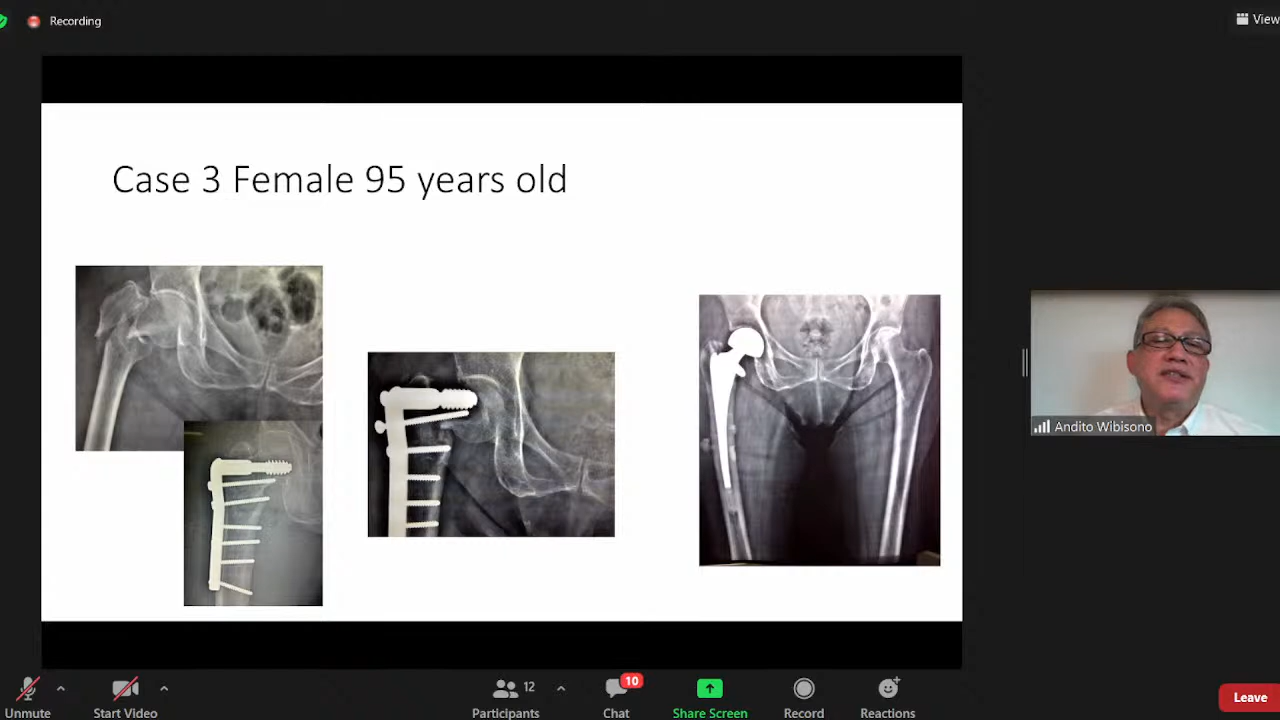 Recording
View
Case 3 Female 95 years old
Andito Wibisono
Unmute
Start Video
12
Participants
10
Chat
Share Screen
Record
Reactions
Leave